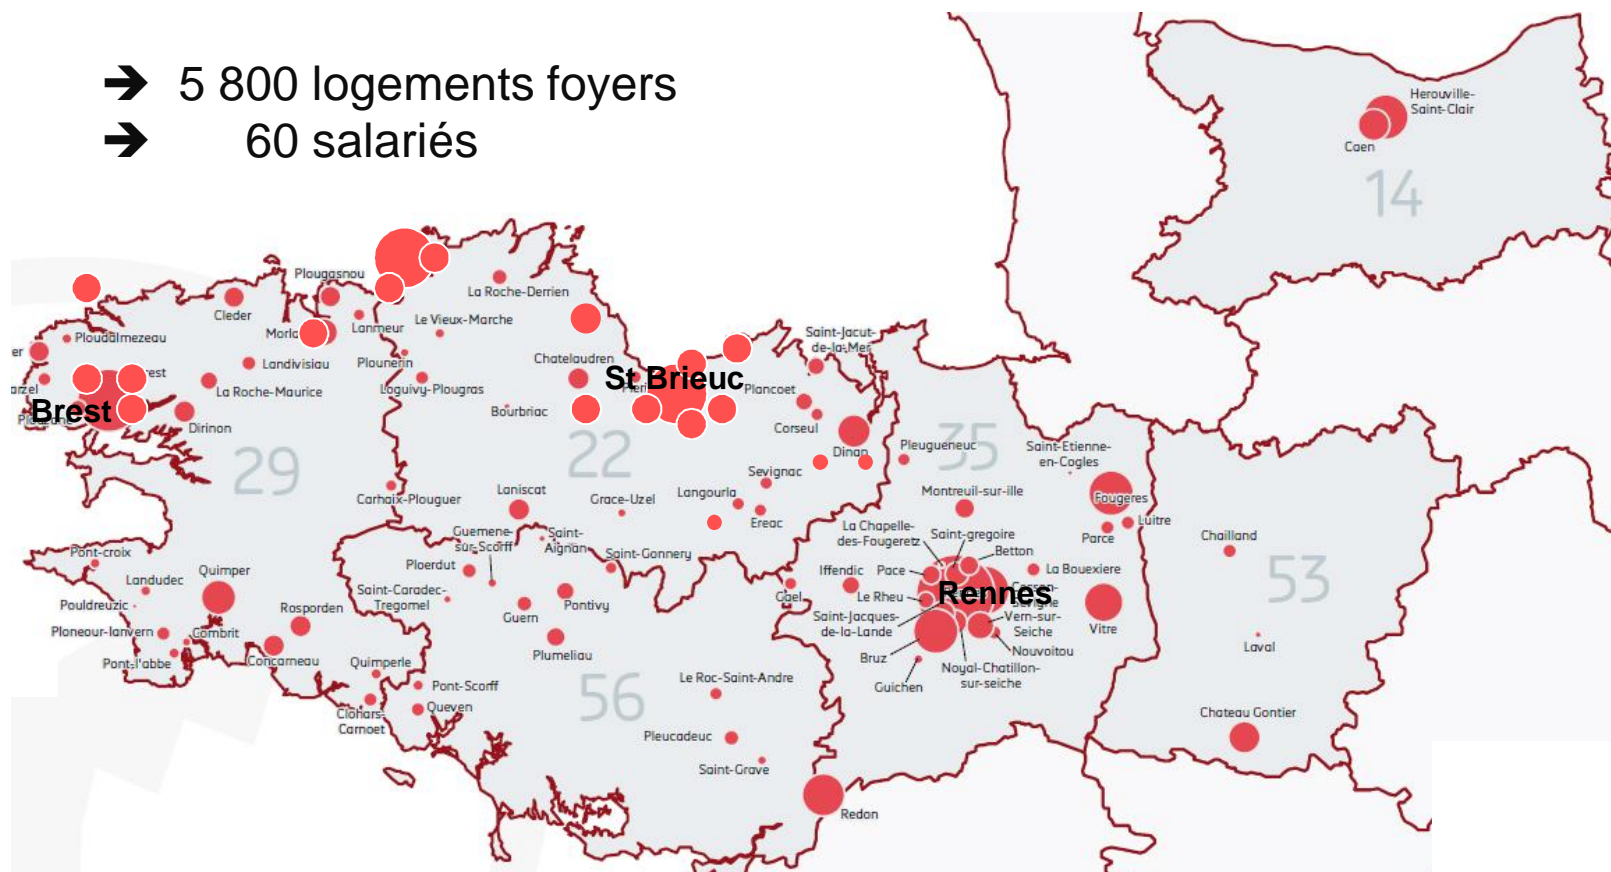 ➔ 5 800 logements foyers
➔ 60 salariés
Herouville-
Saint-Clair
Caen
14
Plougasnou
La Roche-Derrien
Cleder
Lanmeur
Le Vieux-Marche
Saint-Jacut-
de-la-Mer
Ploudalmezeau
Plounerin
Chatelaudren
Landivisiau
La Roche-Maurice
Loguivy-Plougras
St Brieuc
Plancoet
Brest
Bourbriac
Dirinon
Corseul
Dinan
Pleugueneuc
35
Saint-Etienne-
en-Cogles
29
22
Sevignac
Carhaix-Plouguer
Laniscat
Grace-Uzel
Langourla
Montreuil-sur-ille
Fougeres
Ereac
Luitre
Parce
Guemene-
sur-Scorff
Saint-
Aignan
La Chapelle-
des-Fougeretz
Saint-gregoire
Betton
Chailland
Pont-croix
Saint-Gonnery
Ploerdut
Landudec
Quimper
Iffendic
Pace
La Bouexiere
53
Saint-Caradec-
Tregomel
Gael
Le Rheu
Rennes
Pouldreuzic
Rosporden
Guern
Pontivy
Saint-Jacques-
de-la-Lande
Vern-sur-
Seiche
Vitre
Ploneour-lanvern
Combrit
Plumeliau
Nouvoitou
Laval
Pont-l'abbe
Concarneau
Quimperle
Bruz
Noyal-Chatillon-
sur-seiche
Guichen
Pont-Scorff
Le Roc-Saint-Andre
56
Clohars-
Carnoet
Queven
Chateau Gontier
Pleucadeuc
Saint-Grave
Redon